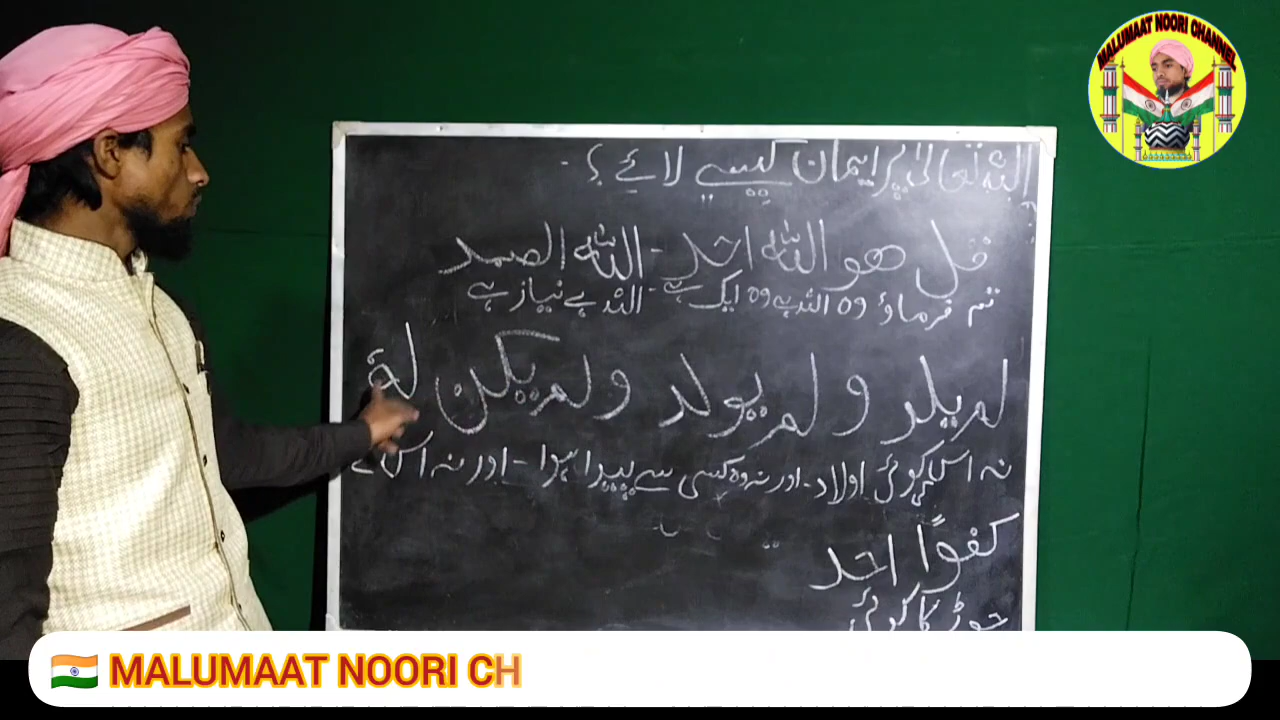 MALUMAAT NOORI CHANNEL
اللہ تعالیٰ پر ایمان کیسے لائے؟
قل ھو اللہ احد - اللہ الصمد
تم فرماؤ وہ اللہ ہے وہ ایک ہے - اللہ بے نیاز ہے
لم یلد و لم یولد و لم یکن لہٗ
نہ اسکی کوئی اولاد - اور نہ وہ کسی سے پیدا ہوا - اور نہ اسکے
کفوًا احد
جوڑ کا کوئی
MALUMAAT NOORI CH